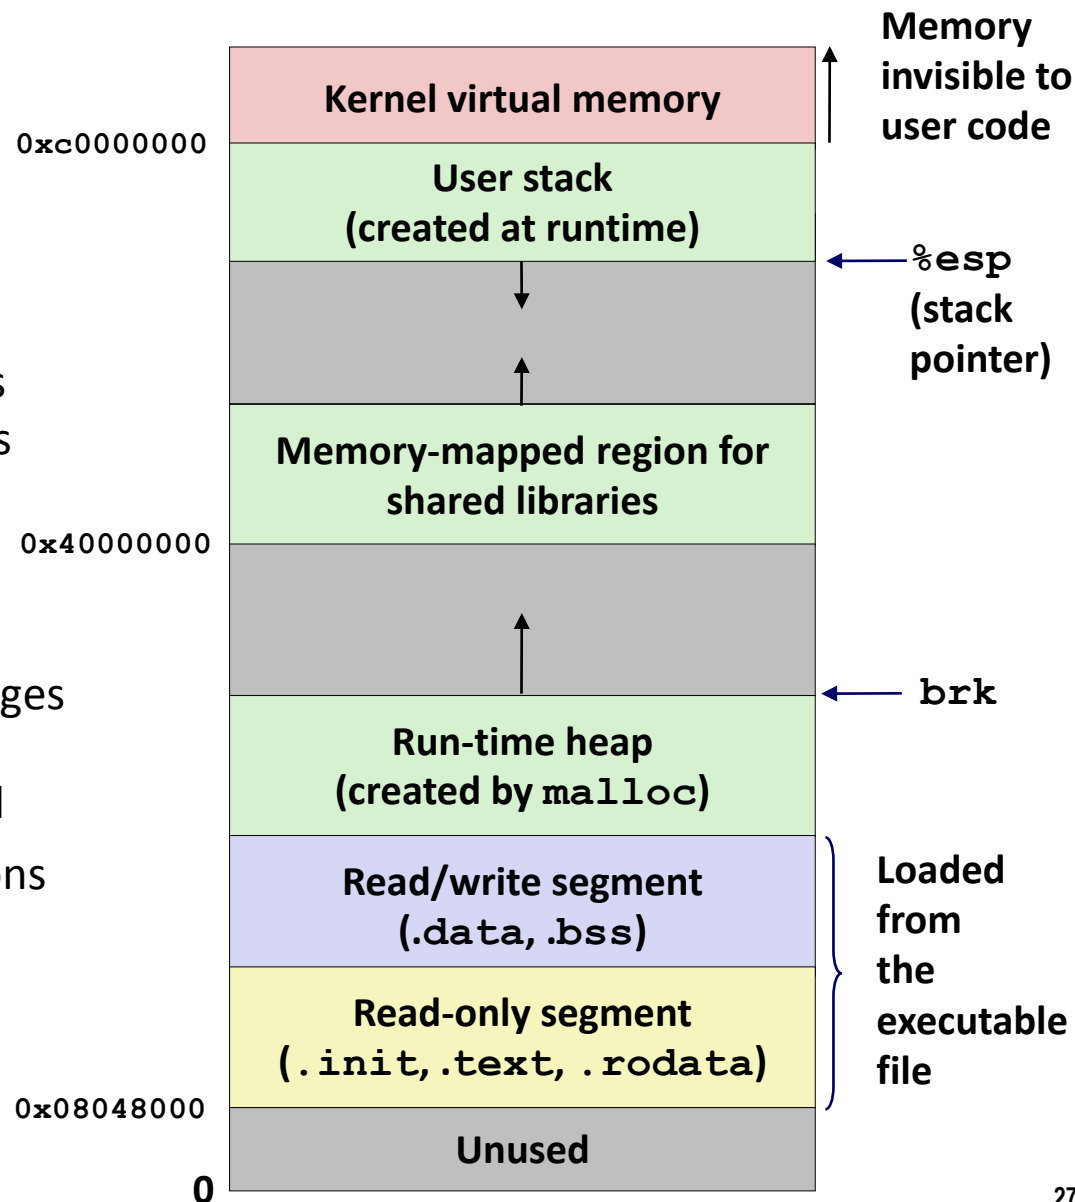 Memory
invisible to
user code
Kernel virtual memory
0xc0000000
User stack
(created at runtime)
%esp
(stack
pointer)
s
s
Memory-mapped region for
shared libraries
0x40000000
ges
brk
Run-time heap
(created by malloc)
l
ons
Read/write segment
(.data, .bss)
Loaded
from
the
executable
file
Read-only segment
(.init, .text, .rodata)
0x08048000
Unused
0
27